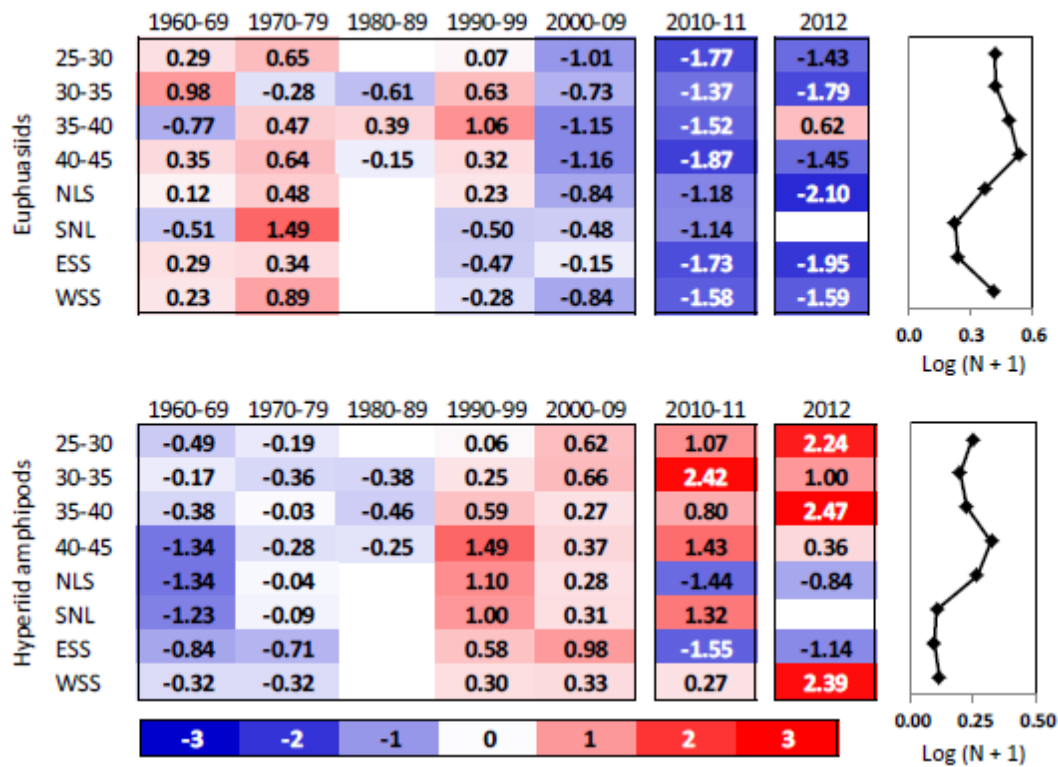 1960-69 1970-79 1980-89 1990-99 2000-09 2010-11 2012
Euphuasiids
25-30 0.29 0.65 0.07 -1.01 -1.77 -1.43
30-35 0.98 -0.28 -0.61 0.63 -0.73 -1.37 -1.79
35-40 -0.77 0.47 0.39 1.06 -1.15 -1.52 0.62
40-45 0.35 0.64 -0.15 0.32 -1.16 -1.87 -1.45
NLS 0.12 0.48 0.23 -0.84 -1.18 -2.10
SNL -0.51 1.49 -0.50 -0.48 -1.14
ESS 0.29 0.34 -0.47 -0.15 -1.73 -1.95
WSS 0.23 0.89 -0.28 -0.84 -1.58 -1.59
0.0 0.3 0.6
Log (N + 1)
1960-69 1970-79 1980-89 1990-99 2000-09 2010-11 2012
Hyperiid amphipods
25-30 -0.49 -0.19 0.06 0.62 1.07 2.24
30-35 -0.17 -0.36 -0.38 0.25 0.66 2.42 1.00
35-40 -0.38 -0.03 -0.46 0.59 0.27 0.80 2.47
40-45 -1.34 -0.28 -0.25 1.49 0.37 1.43 0.36
NLS -1.34 -0.04 1.10 0.28 -1.44 -0.84
SNL -1.23 -0.09 1.00 0.31 1.32
ESS -0.84 -0.71 0.58 0.98 -1.55 -1.14
WSS -0.32 -0.32 0.30 0.33 0.27 2.39
0.00 0.25 0.50
Log (N + 1)
-3 -2 -1 0 1 2 3